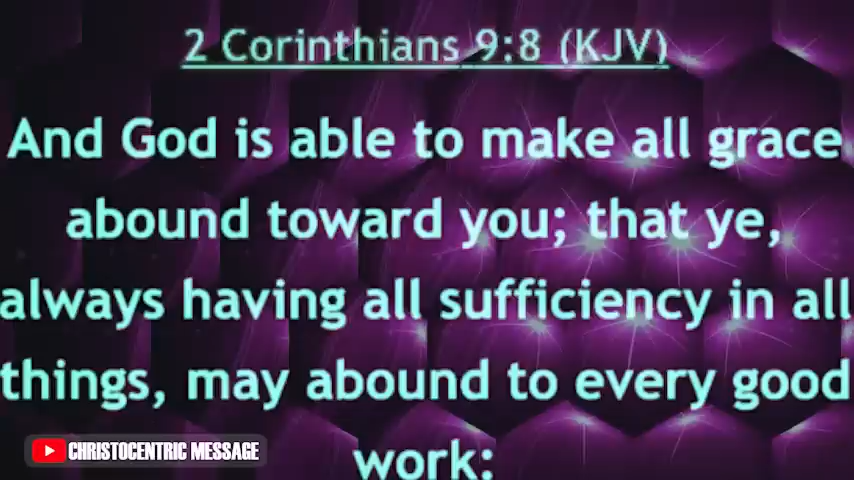 2 Corinthians 9:8 (KJV)
And God is able to make all grace
abound toward you; that ye,
always having all sufficiency in all
things, may abound to every good
work:
CHRISTOCENTRIC MESSAGE